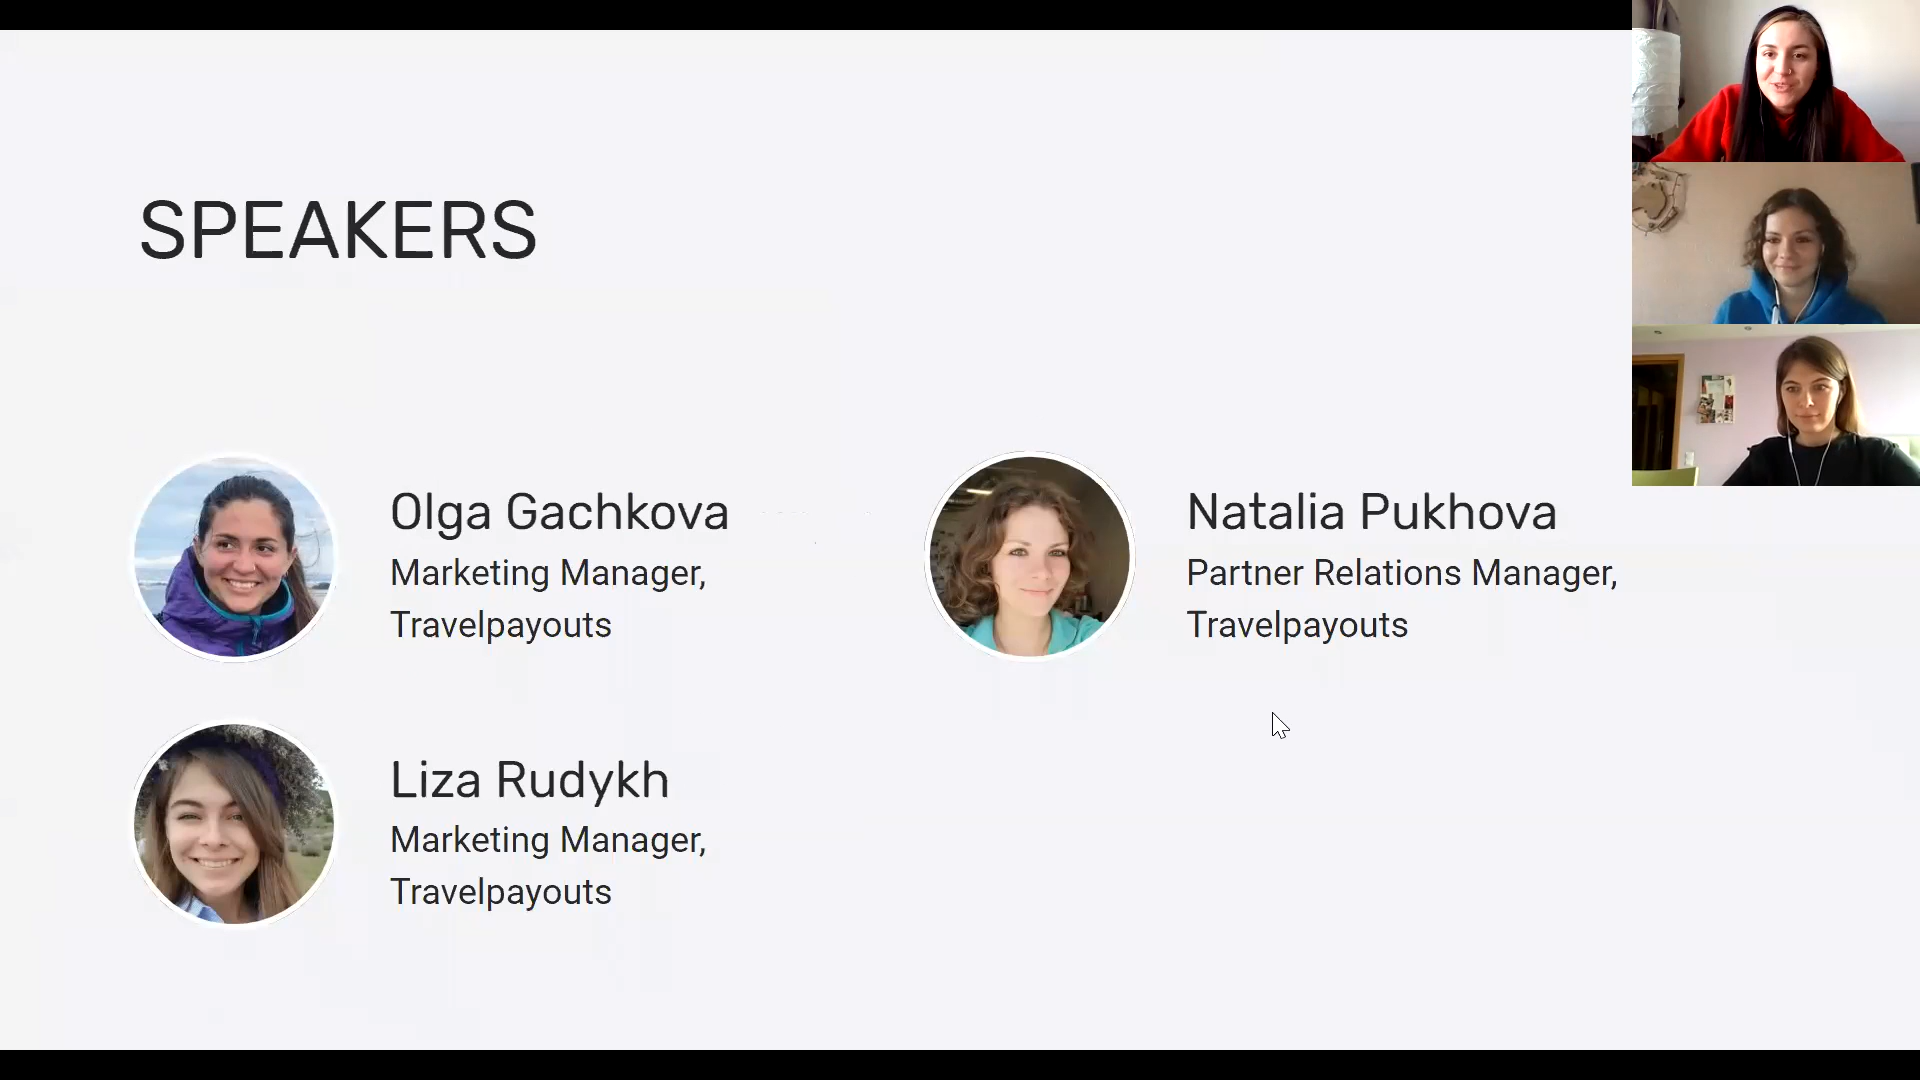 SPEAKERS
Olga Gachkova
Marketing Manager,
Travelpayouts
Natalia Pukhova
Partner Relations Manager,
Travelpayouts
Liza Rudykh
Marketing Manager,
Travelpayouts